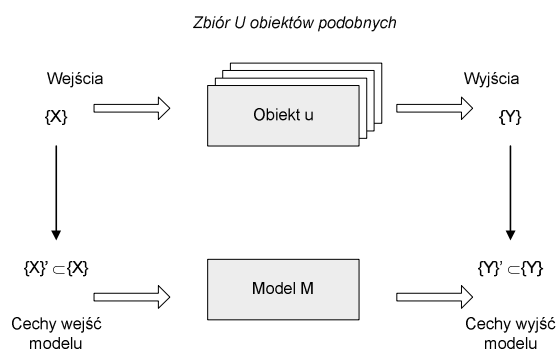 Zbiór U obiektów podobnych
Wejścia
Wyjścia
{X}
Obiekt u
{Y}
{X}’ ⊂{X}
Model M
{Y}’ ⊂{Y}
Cechy wejść
modelu
Cechy wyjść
modelu